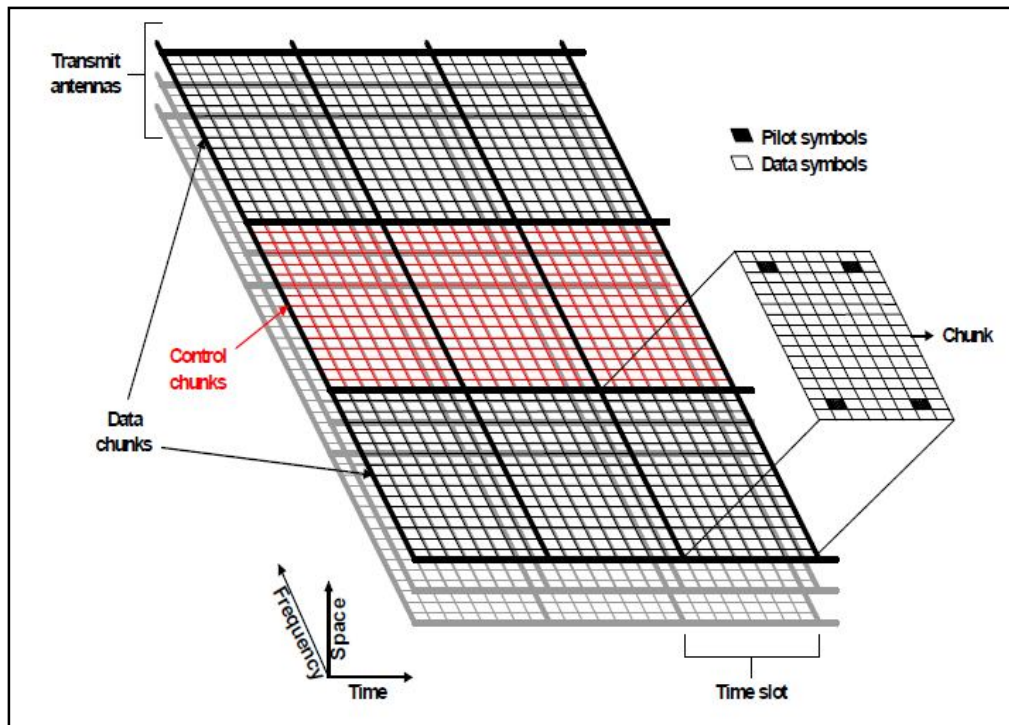 Transmit
antennas
Pilot symbols
Data symbols
Chunk
Control
chunks
Data
chunks
Frequency
Space
Time
Time slot